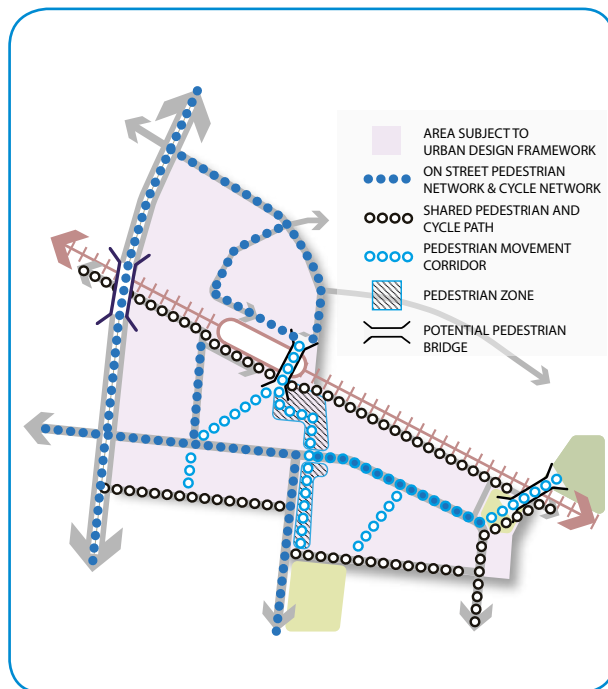 AREA SUBJECT TO
URBAN DESIGN FRAMEWORK
ON STREET PEDESTRIAN
NETWORK & CYCLE NETWORK
SHARED PEDESTRIAN AND
CYCLE PATH
PEDESTRIAN MOVEMENT
CORRIDOR
PEDESTRIAN ZONE
POTENTIAL PEDESTRIAN
BRIDGE